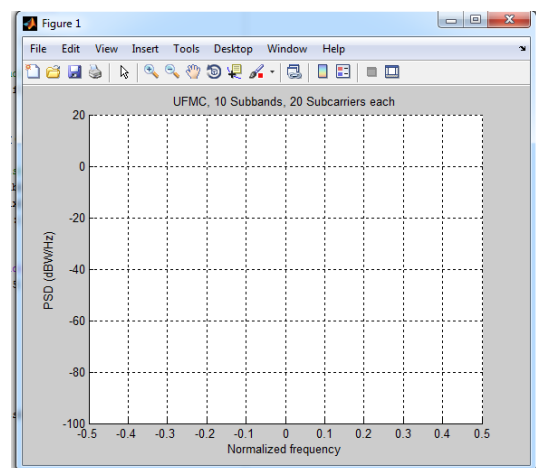 Figure 1
File Edit View Insert Tools Desktop Window Help
UFMC, 10 Subbands, 20 Subcarriers each
20
0
-20
-40
-60
-80
-100
PSD (dBW/Hz)
-0.5 -0.4 -0.3 -0.2 -0.1 0 0.1 0.2 0.3 0.4 0.5
Normalized frequency